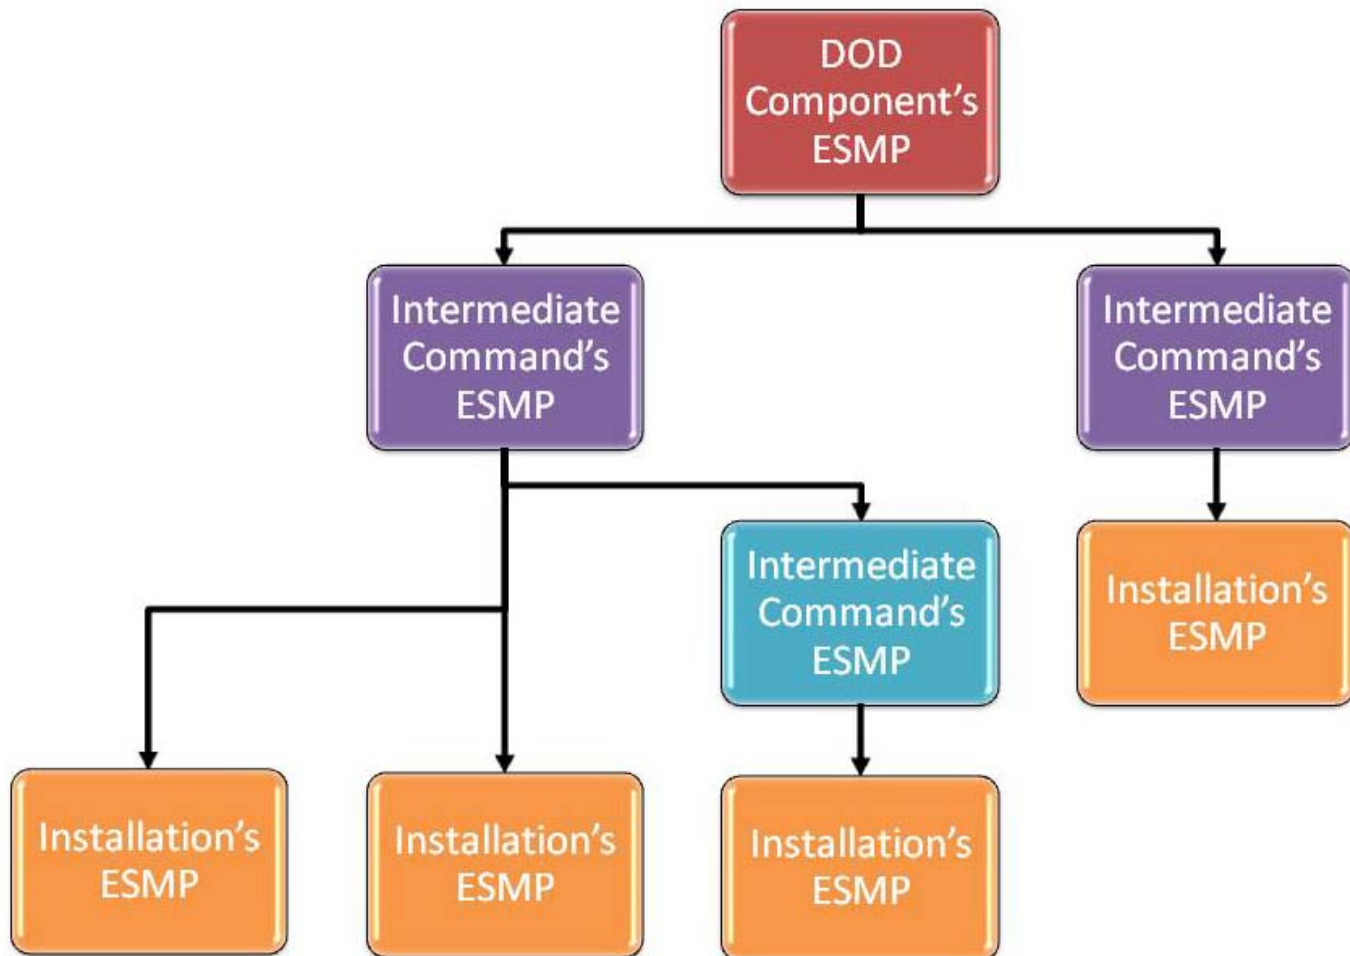 DOD
Component’s
ESMP
Intermediate
Command’s
ESMP
Intermediate
Command’s
ESMP
Intermediate
Command’s
ESMP
Installation’s
ESMP
Installation’s
ESMP
Installation’s
ESMP
Installation’s
ESMP